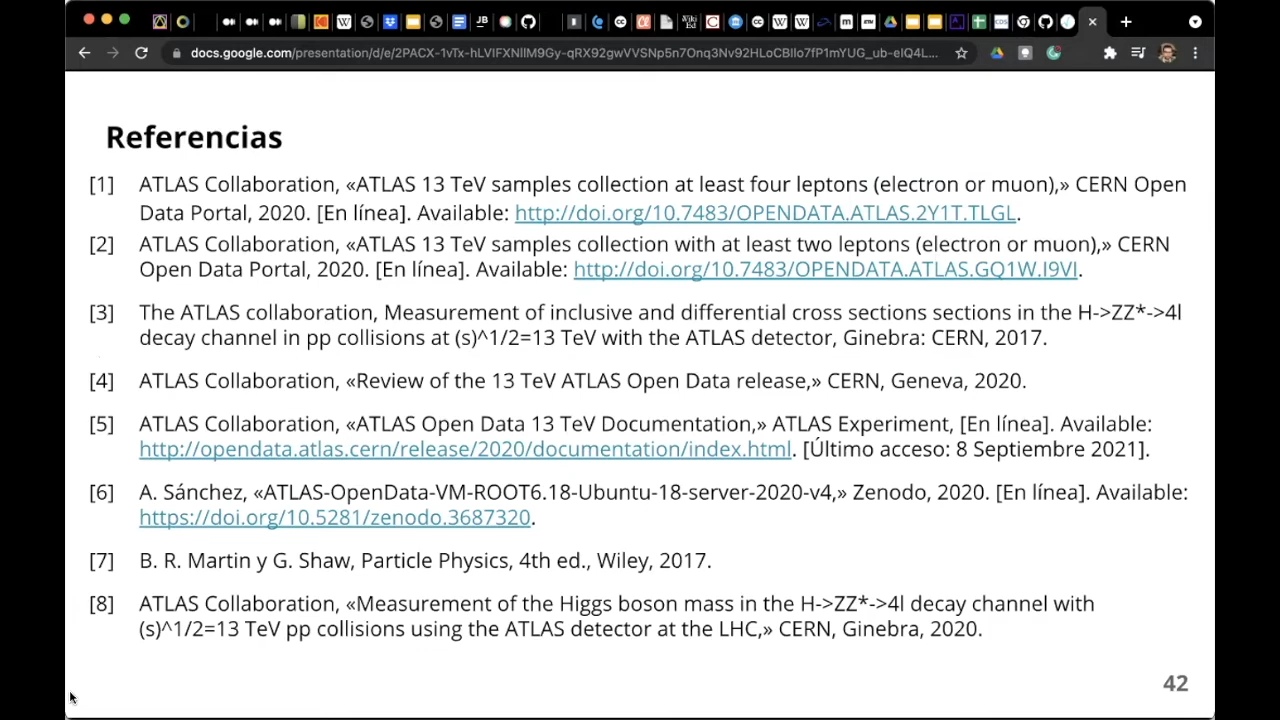 docs.google.com/presentation/d/e/2PACX-1vTx-hLVIFXNIIM9Gy-qRX92gwVVSNp5n7Onq3Nv92HLoCBIlo7fP1mYUG_ub-eIQ4L...
Referencias
[1] ATLAS Collaboration, «ATLAS 13 TeV samples collection at least four leptons (electron or muon),» CERN Open
Data Portal, 2020. [En línea]. Available: http://doi.org/10.7483/OPENDATA.ATLAS.2Y1T.TLGL.
[2] ATLAS Collaboration, «ATLAS 13 TeV samples collection with at least two leptons (electron or muon),» CERN
Open Data Portal, 2020. [En línea]. Available: http://doi.org/10.7483/OPENDATA.ATLAS.GQ1W.I9VI.
[3] The ATLAS collaboration, Measurement of inclusive and differential cross sections sections in the H->ZZ*->4l
decay channel in pp collisions at (s)^1/2=13 TeV with the ATLAS detector, Ginebra: CERN, 2017.
[4] ATLAS Collaboration, «Review of the 13 TeV ATLAS Open Data release,» CERN, Geneva, 2020.
[5] ATLAS Collaboration, «ATLAS Open Data 13 TeV Documentation,» ATLAS Experiment, [En línea]. Available:
http://opendata.atlas.cern/release/2020/documentation/index.html. [Último acceso: 8 Septiembre 2021].
[6] A. Sánchez, «ATLAS-OpenData-VM-ROOT6.18-Ubuntu-18-server-2020-v4,» Zenodo, 2020. [En línea]. Available:
https://doi.org/10.5281/zenodo.3687320.
[7] B. R. Martin y G. Shaw, Particle Physics, 4th ed., Wiley, 2017.
[8] ATLAS Collaboration, «Measurement of the Higgs boson mass in the H->ZZ*->4l decay channel with
(s)^1/2=13 TeV pp collisions using the ATLAS detector at the LHC,» CERN, Ginebra, 2020.
42